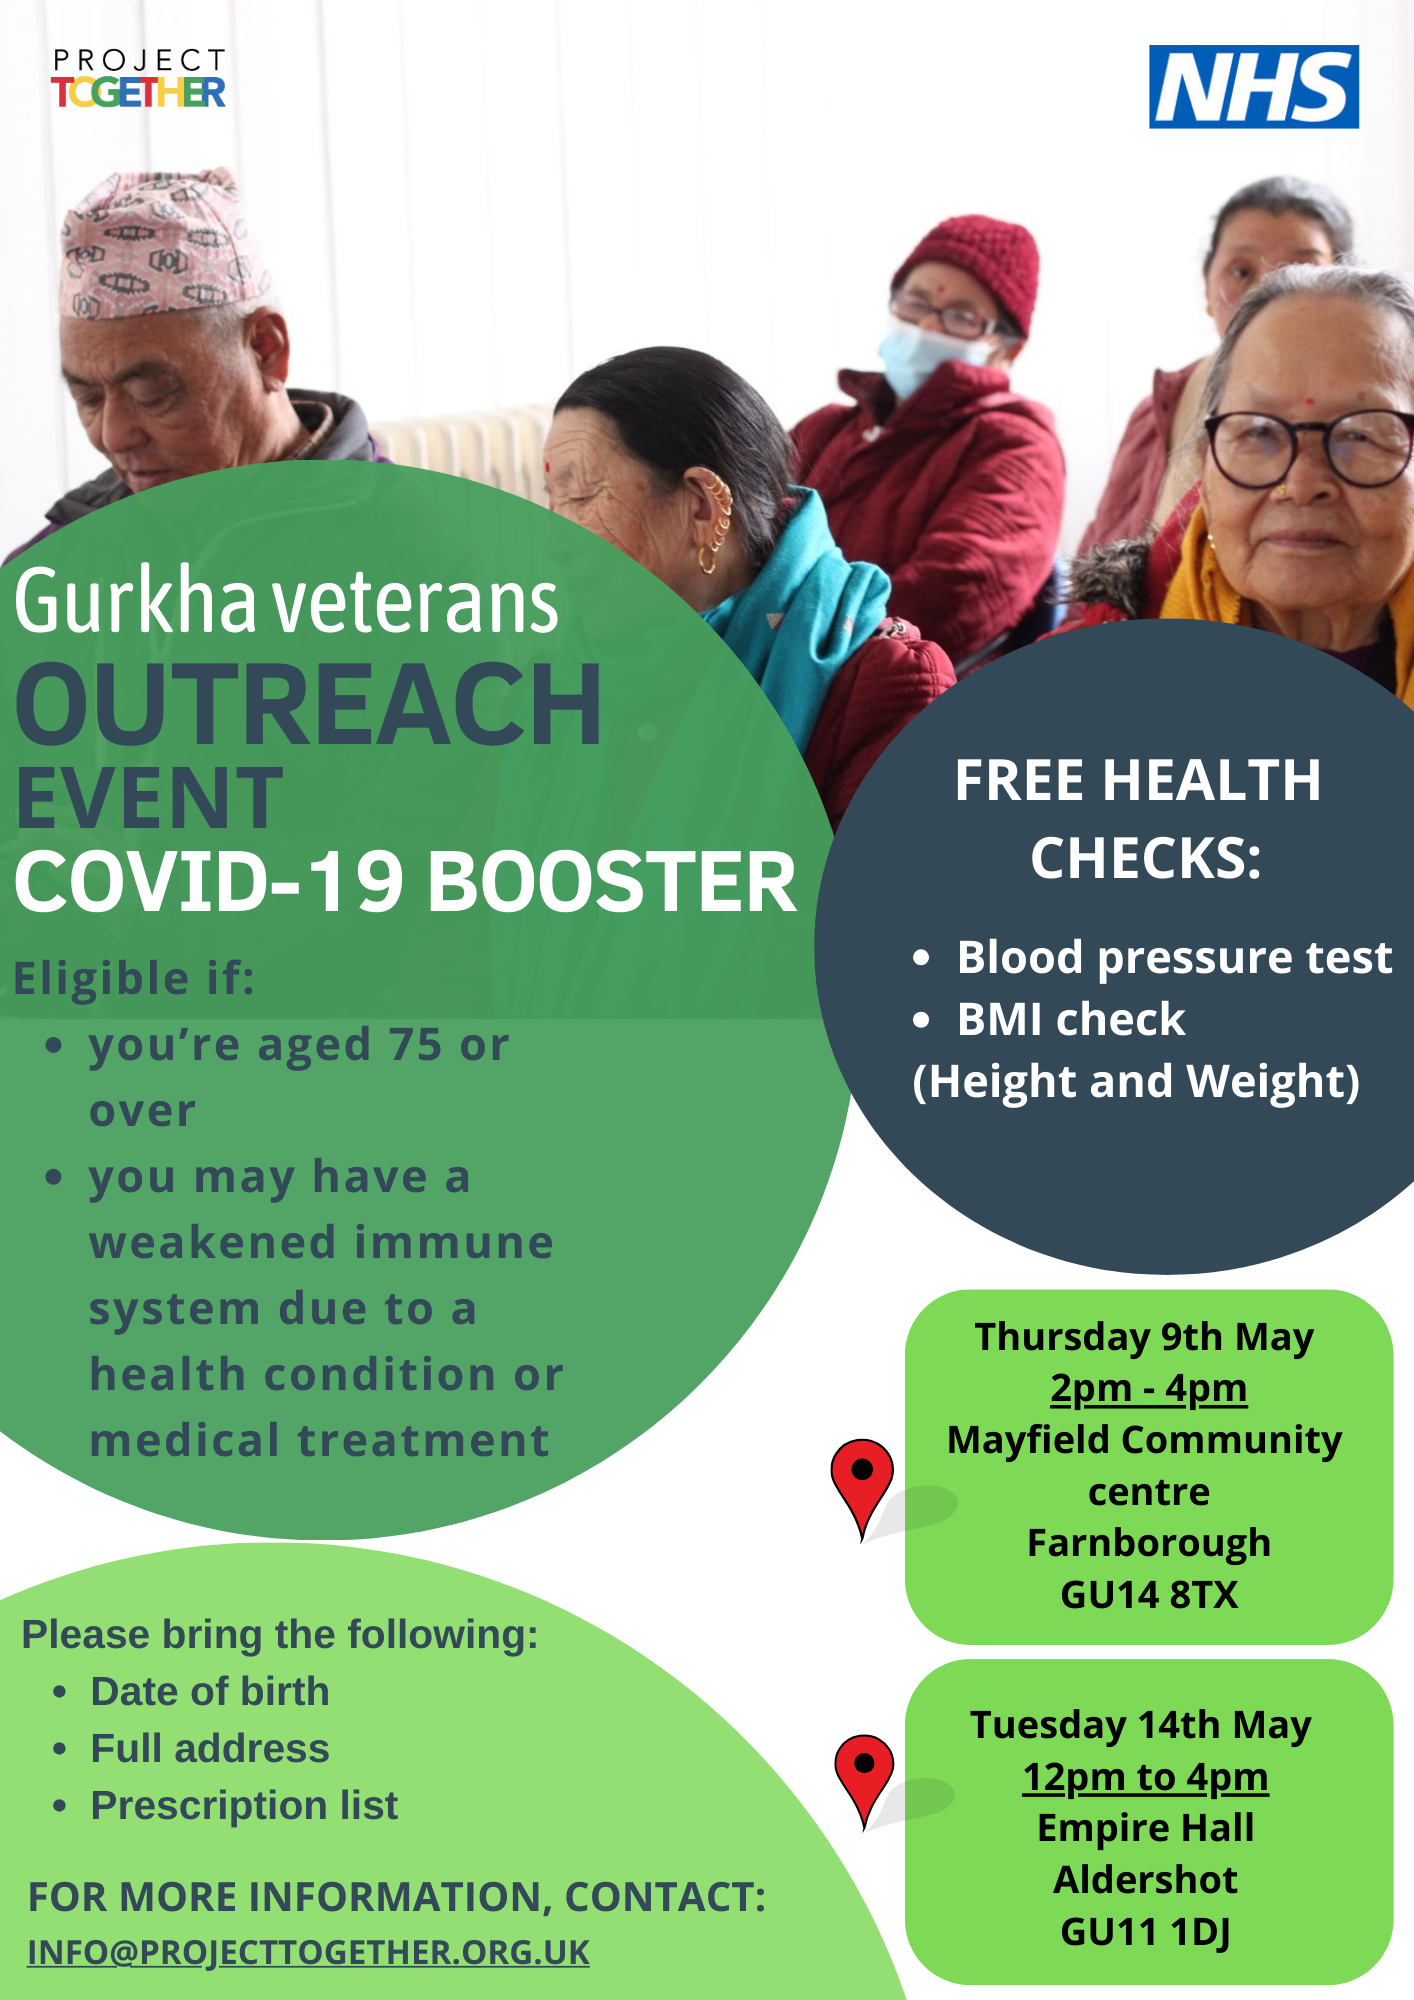 PROJECT
TOGETHER
NHS
Gurkha veterans
OUTREACH
EVENT
COVID-19 BOOSTER
Eligible if:
• you’re aged 75 or
over
• you may have a
weakened immune
system due to a
health condition or
medical treatment
FREE HEALTH
CHECKS:
• Blood pressure test
• BMI check
(Height and Weight)
Thursday 9th May
2pm - 4pm
Mayfield Community
centre
Farnborough
GU14 8TX
Tuesday 14th May
12pm to 4pm
Empire Hall
Aldershot
GU11 1DJ
Please bring the following:
• Date of birth
• Full address
• Prescription list
FOR MORE INFORMATION, CONTACT:
INFO@PROJECTTOGETHER.ORG.UK